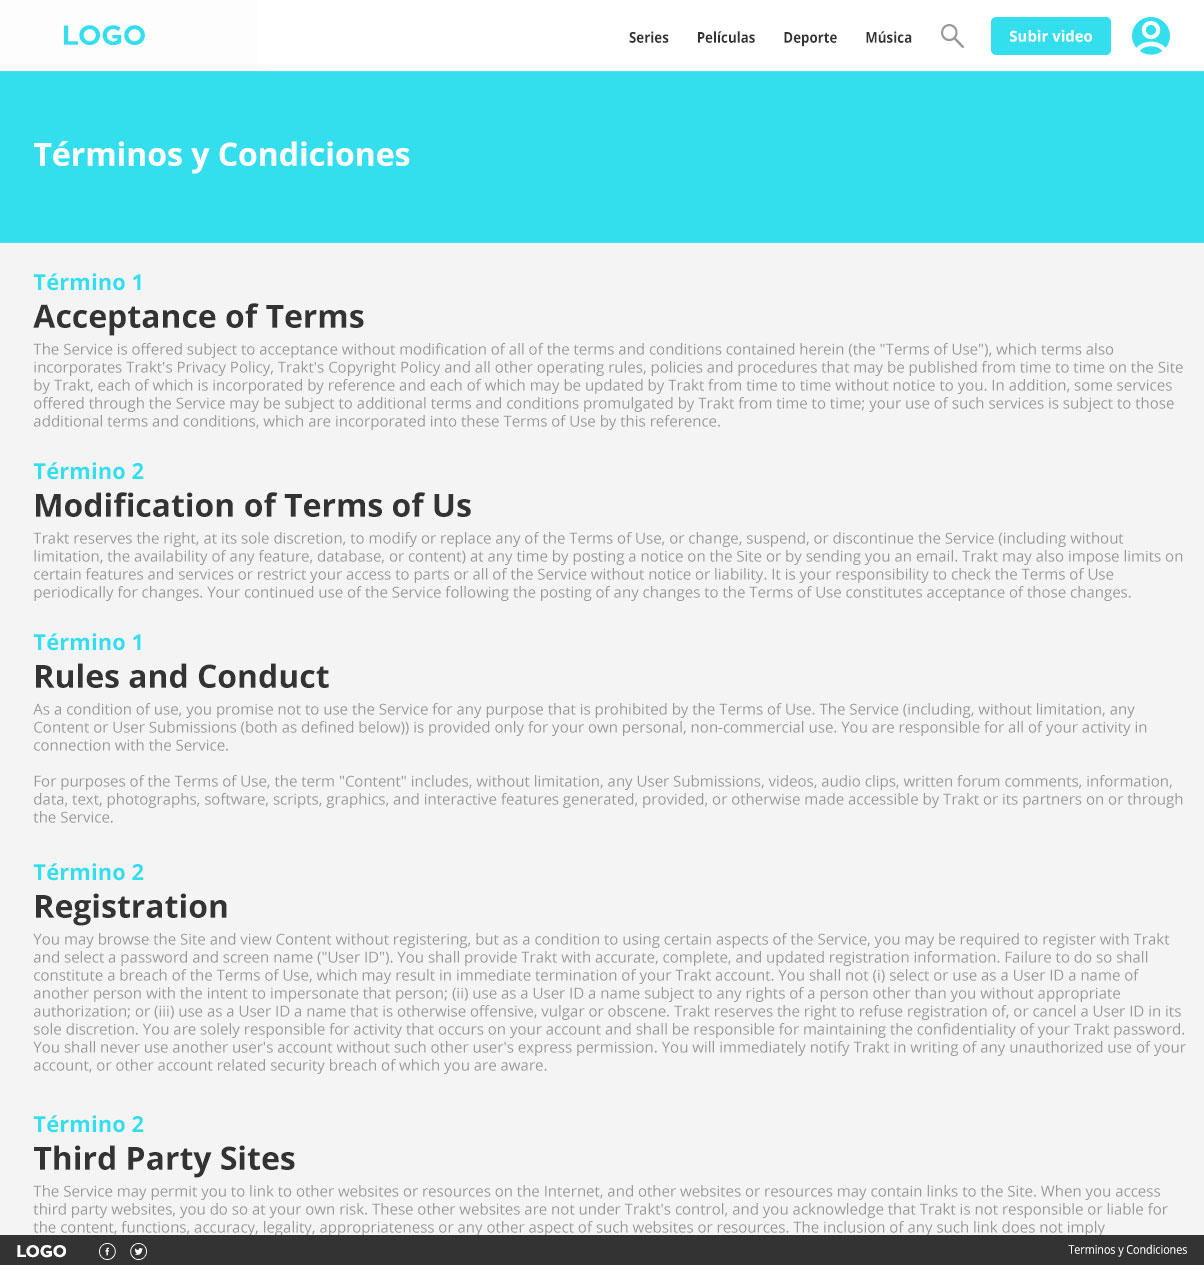 LOGO
Series Películas Deporte Música Subir video
Términos y Condiciones
Término 1
Acceptance of Terms
The Service is offered subject to acceptance without modification of all of the terms and conditions contained herein (the "Terms of Use"), which terms also
incorporates Trakt's Privacy Policy, Trakt's Copyright Policy and all other operating rules, policies and procedures that may be published from time to time on the Site
by Trakt, each of which is incorporated by reference and each of which may be updated by Trakt from time to time without notice to you. In addition, some services
offered through the Service may be subject to additional terms and conditions promulgated by Trakt from time to time; your use of such services is subject to those
additional terms and conditions, which are incorporated into these Terms of Use by this reference.
Término 2
Modification of Terms of Us
Trakt reserves the right, at its sole discretion, to modify or replace any of the Terms of Use, or change, suspend, or discontinue the Service (including without
limitation, the availability of any feature, database, or content) at any time by posting a notice on the Site or by sending you an email. Trakt may also impose limits on
certain features and services or restrict your access to parts or all of the Service without notice or liability. It is your responsibility to check the Terms of Use
periodically for changes. Your continued use of the Service following the posting of any changes to the Terms of Use constitutes acceptance of those changes.
Término 1
Rules and Conduct
As a condition of use, you promise not to use the Service for any purpose that is prohibited by the Terms of Use. The Service (including, without limitation, any
Content or User Submissions (both as defined below)) is provided only for your own personal, non-commercial use. You are responsible for all of your activity in
connection with the Service.
For purposes of the Terms of Use, the term "Content" includes, without limitation, any User Submissions, videos, audio clips, written forum comments, information,
data, text, photographs, software, scripts, graphics, and interactive features generated, provided, or otherwise made accessible by Trakt or its partners on or through
the Service.
Término 2
Registration
You may browse the Site and view Content without registering, but as a condition to using certain aspects of the Service, you may be required to register with Trakt
and select a password and screen name ("User ID"). You shall provide Trakt with accurate, complete, and updated registration information. Failure to do so shall
constitute a breach of the Terms of Use, which may result in immediate termination of your Trakt account. You shall not (i) select or use as a User ID a name of
another person with the intent to impersonate that person; (ii) use as a User ID a name subject to any rights of a person other than you without appropriate
authorization; or (iii) use as a User ID a name that is otherwise offensive, vulgar or obscene. Trakt reserves the right to refuse registration of, or cancel a User ID in its
sole discretion. You are solely responsible for activity that occurs on your account and shall be responsible for maintaining the confidentiality of your Trakt password.
You shall never use another user's account without such other user's express permission. You will immediately notify Trakt in writing of any unauthorized use of your
account, or other account related security breach of which you are aware.
Término 2
Third Party Sites
The Service may permit you to link to other websites or resources on the Internet, and other websites or resources may contain links to the Site. When you access
third party websites, you do so at your own risk. These other websites are not under Trakt's control, and you acknowledge that Trakt is not responsible or liable for
the content, functions, accuracy, legality, appropriateness or any other aspect of such websites or resources. The inclusion of any such link does not imply
LOGO Terminos y Condiciones